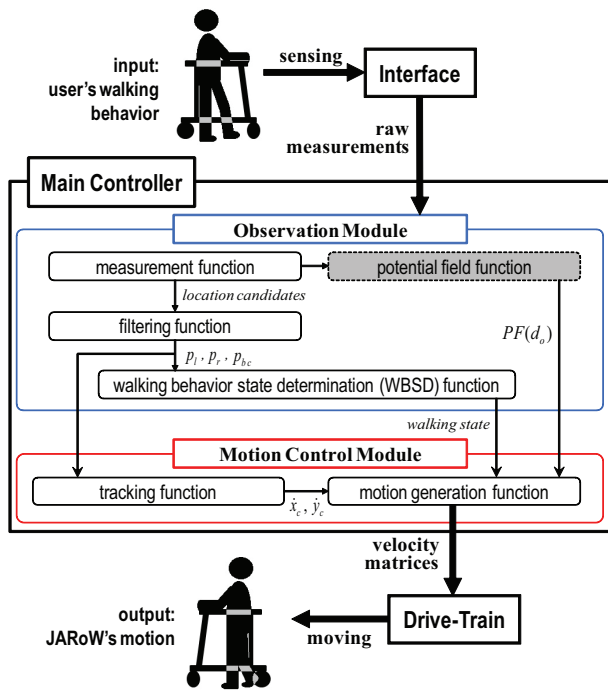 input:
user's walking
behavior
sensing
Interface
raw
measurements
Main Controller
Observation Module
measurement function
potential field function
location candidates
filtering function
PF(d_o)
p_l , p_r , p_bc
walking behavior state determination (WBSD) function
walking state
Motion Control Module
tracking function
ẋ_c , ẏ_c
motion generation function
velocity
matrices
output:
JARoW's motion
moving
Drive-Train